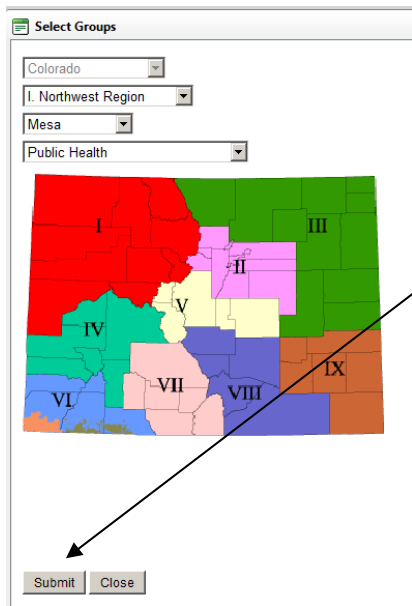 Select Groups
Colorado
I. Northwest Region
Mesa
Public Health
I
III
II
V
IV
IX
VII
VIII
VI
Submit Close